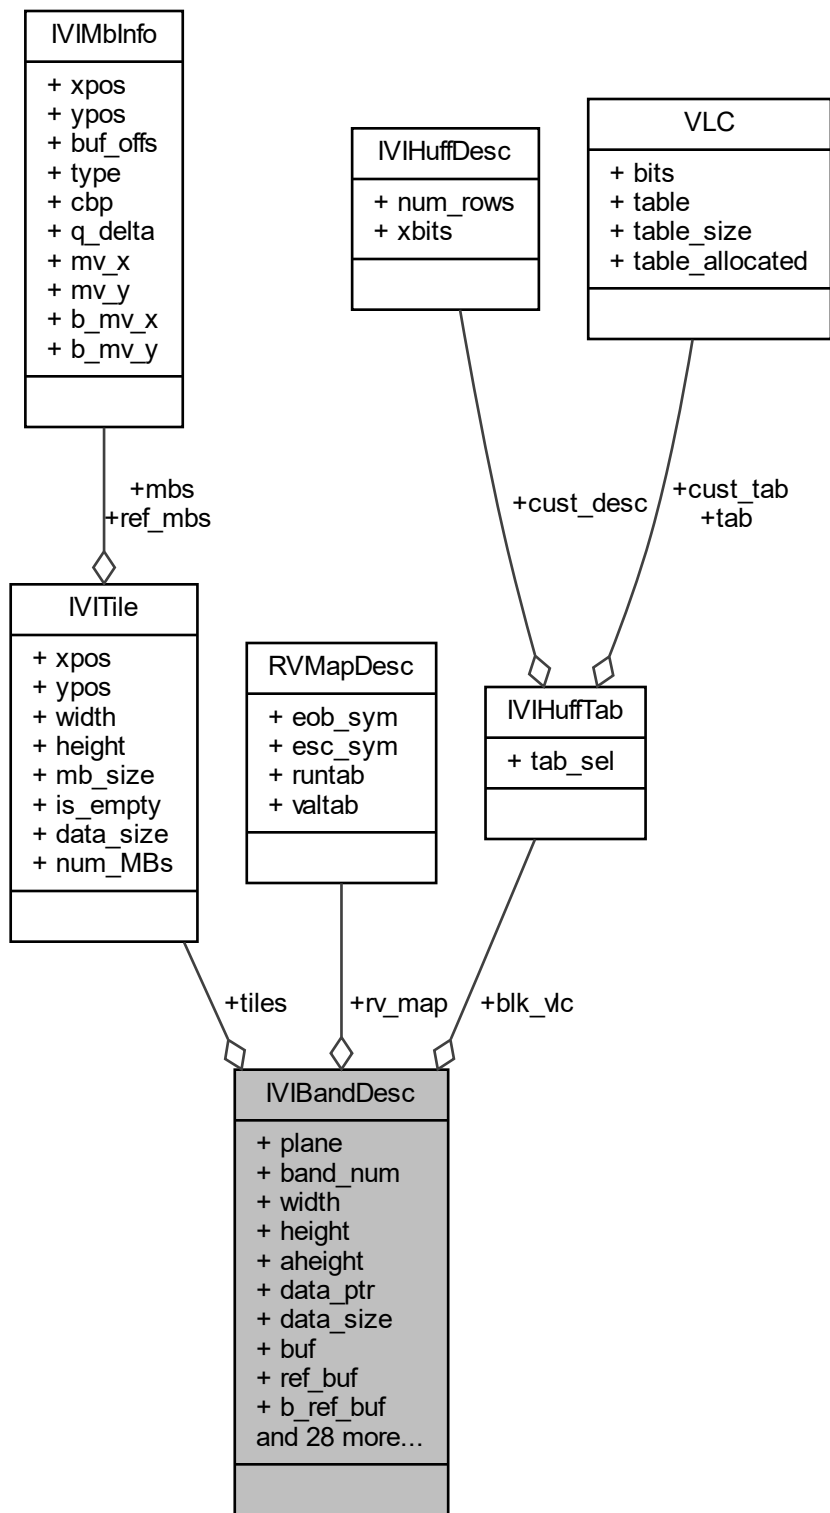 IVIMbInfo
+ xpos
+ ypos
+ buf_offs
+ type
+ cbp
+ q_delta
+ mv_x
+ mv_y
+ b_mv_x
+ b_mv_y
IVIHuffDesc
+ num_rows
+ xbits
VLC
+ bits
+ table
+ table_size
+ table_allocated
+mbs
+ref_mbs
+cust_desc
+cust_tab
+tab
IVITile
+ xpos
+ ypos
+ width
+ height
+ mb_size
+ is_empty
+ data_size
+ num_MBs
RVMapDesc
+ eob_sym
+ esc_sym
+ runtab
+ valtab
IVIHuffTab
+ tab_sel
+tiles
+rv_map
+blk_vlc
IVIBandDesc
+ plane
+ band_num
+ width
+ height
+ aheight
+ data_ptr
+ data_size
+ buf
+ ref_buf
+ b_ref_buf
and 28 more...